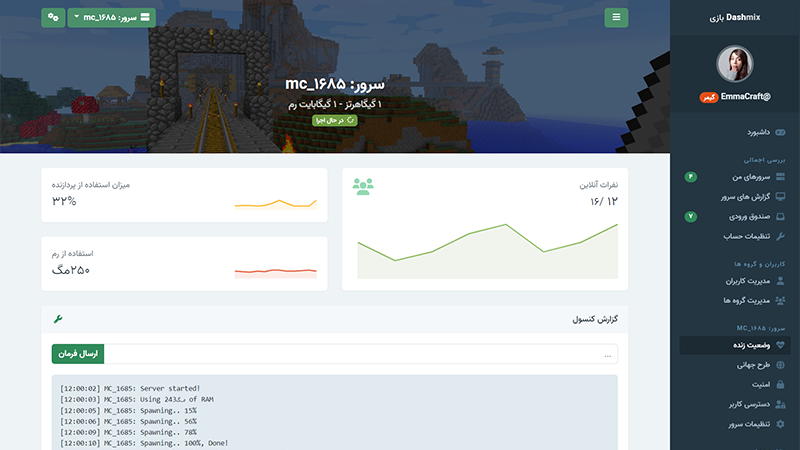 Dashmix بازی
@EmmaCraft گیمر
داشبورد
بررسی اجمالی
سرورهای من ۴
گزارش های سرور
صندوق ورودی ۷
تنظیمات حساب
کاربران و گروه ها
مدیریت کاربران
مدیریت گروه ها
سرور: MC_۱۶۸۵
وضعیت زنده
طرح جهانی
امنیت
دسترسی کاربر
تنظیمات سرور
سرور: mc_۱۶۸۵
سرور: mc_۱۶۸۵
۱ گیگاهرتز - ۱ گیگابایت رم
در حال اجرا
نفرات آنلاین
۱۲ /۱۶
میزان استفاده از پردازنده
۳۲%
استفاده از رم
۲۵۰مگ
گزارش کنسول
...
ارسال فرمان
[12:00:02] MC_1685: Server started!
[12:00:03] MC_1685: Using 243مگ of RAM
[12:00:05] MC_1685: Spawning.. 15%
[12:00:06] MC_1685: Spawning.. 56%
[12:00:09] MC_1685: Spawning.. 78%
[12:00:10] MC_1685: Spawning.. 100%, Done!